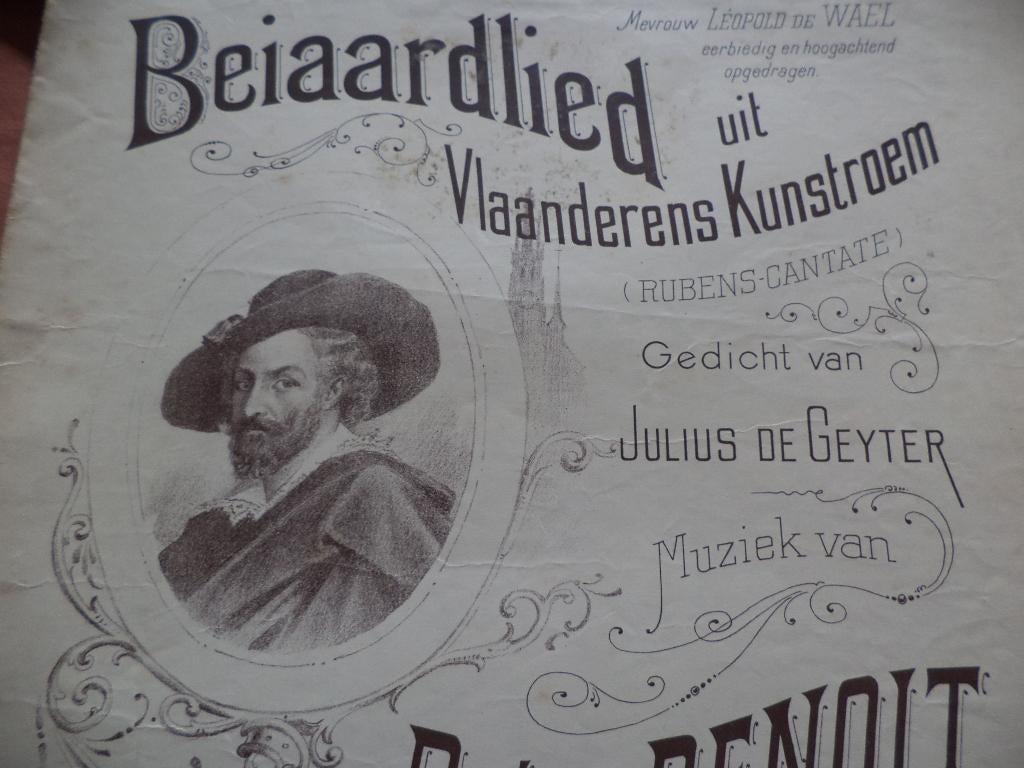 Mevrouw LÉOPOLD DE WAEL
eerbiedig en hoogachtend
opgedragen.
Beiaardlied
uit
Vlaanderens Kunstroem
(RUBENS-CANTATE)
Gedicht van
JULIUS DE GEYTER
Muziek van
BENOIT